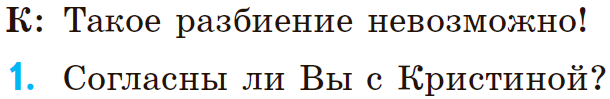 К: Такое разбиение невозможно!
1. Согласны ли Вы с Кристиной?